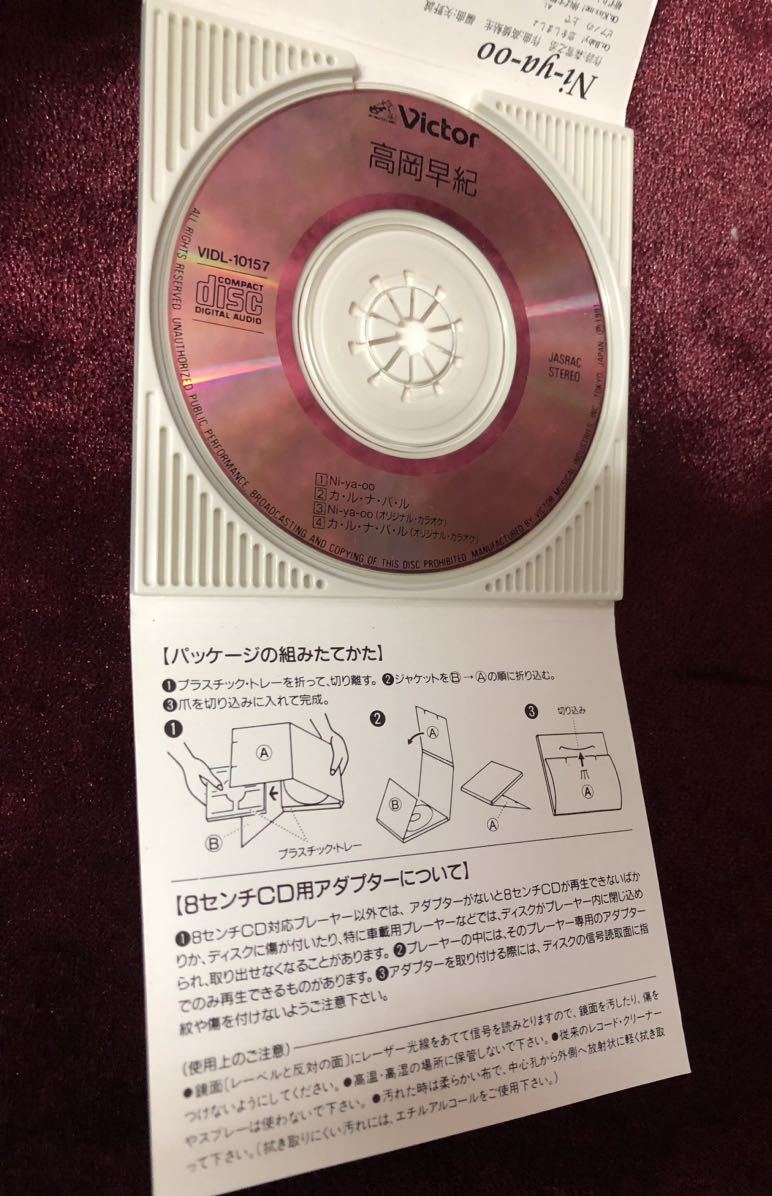 Ni-ya-oo
作詩・森雪之丞 作曲・高橋幸宏 編曲・矢野誠
Victor
高岡早紀
VIDL-10157
COMPACT
disc
DIGITAL AUDIO
JASRAC
STEREO
1 Ni-ya-oo
2 カ・ル・ナ・バ・ル
3 Ni-ya-oo (オリジナル・カラオケ)
4 カ・ル・ナ・バ・ル (オリジナル・カラオケ)
ALL RIGHTS RESERVED. UNAUTHORIZED PUBLIC PERFORMANCE, BROADCASTING AND COPYING OF THIS DISC PROHIBITED. MANUFACTURED BY VICTOR MUSICAL INDUSTRIES, INC. TOKYO, JAPAN
【パッケージの組みたてかた】
❶プラスチック・トレーを折って、切り離す。❷ジャケットをⒷ→Ⓐの順に折り込む。
❸爪を切り込みに入れて完成。
❶ ❷ ❸ 切り込み
Ⓐ Ⓐ 爪
Ⓑ Ⓑ Ⓐ Ⓐ
プラスチック・トレー
【8センチCD用アダプターについて】
❶8センチCD対応プレーヤー以外では、アダプターがないと8センチCDが再生できないばか
りか、ディスクに傷が付いたり、特に車載用プレーヤーなどでは、ディスクがプレーヤー内に閉じ込め
られ、取り出せなくなることがあります。❷プレーヤーの中には、そのプレーヤー専用のアダプター
でのみ再生できるものがあります。❸アダプターを取り付ける際には、ディスクの信号読取面に指
紋や傷を付けないようご注意下さい。
(使用上のご注意)
●鏡面〔レーベルと反対の面〕にレーザー光線をあてて信号を読みとりますので、鏡面を汚したり、傷を
つけないようにしてください。●高温・高湿の場所に保管しないで下さい。●従来のレコード・クリーナー
やスプレーは使わないで下さい。●汚れた時は柔らかい布で、中心孔から外側へ放射状に軽く拭き取
って下さい。(拭き取りにくい汚れには、エチルアルコールをご使用下さい。)